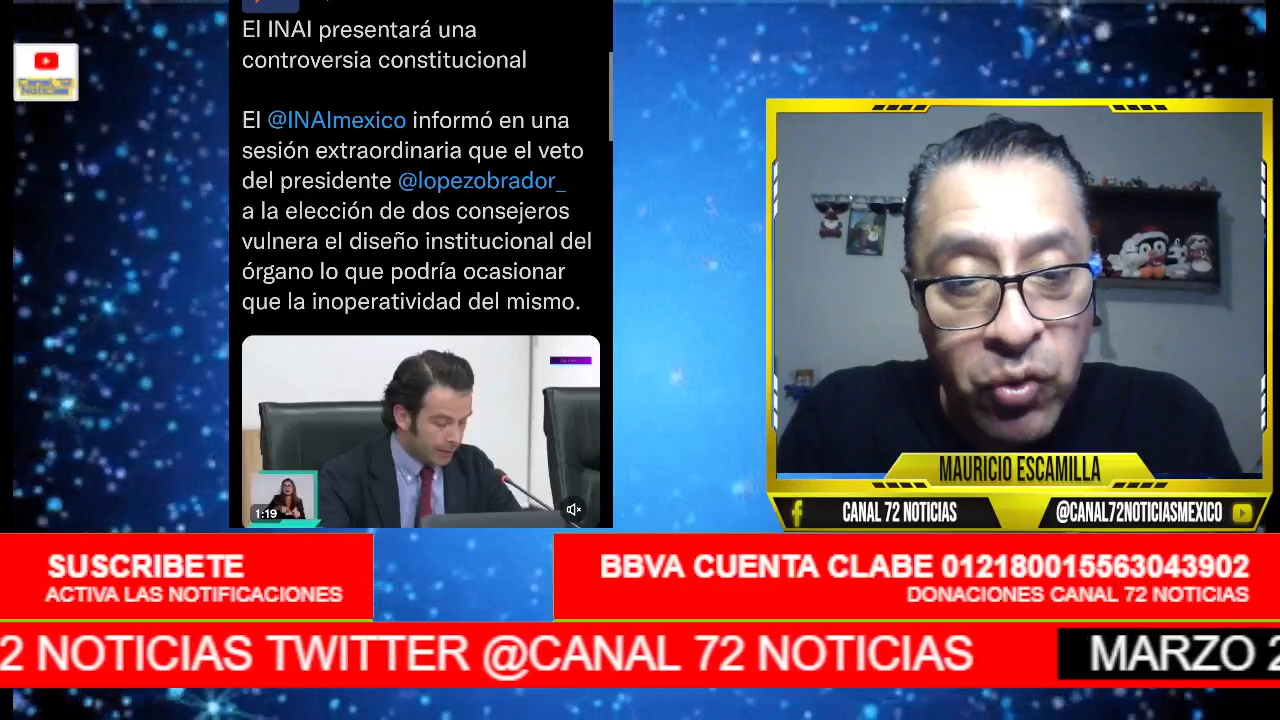 El INAI presentará una
controversia constitucional
El @INAImexico informó en una
sesión extraordinaria que el veto
del presidente @lopezobrador_
a la elección de dos consejeros
vulnera el diseño institucional del
órgano lo que podría ocasionar
que la inoperatividad del mismo.
1:19
Canal 72
Noticias
MAURICIO ESCAMILLA
CANAL 72 NOTICIAS
@CANAL72NOTICIASMEXICO
SUSCRIBETE
ACTIVA LAS NOTIFICACIONES
BBVA CUENTA CLABE 012180015563043902
DONACIONES CANAL 72 NOTICIAS
2 NOTICIAS TWITTER @CANAL 72 NOTICIAS
MARZO 2